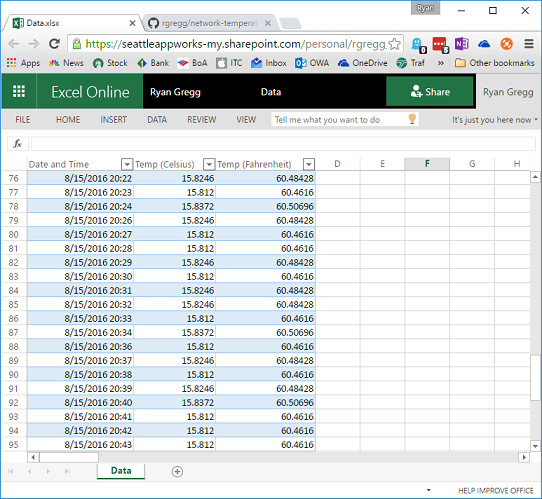 Ryan
Data.xlsx
rgregg/network-temperat
https://seattleappworks-my.sharepoint.com/personal/rgregg
Apps News Stock Bank BoA ITC Inbox OWA OneDrive Traf » Other bookmarks
Excel Online Ryan Gregg Data Share Ryan Gregg
FILE HOME INSERT DATA REVIEW VIEW Tell me what you want to do It's just you here now
fx
Date and Time Temp (Celsius) Temp (Fahrenheit) D E F G H
76 8/15/2016 20:22 15.8246 60.48428
77 8/15/2016 20:23 15.812 60.4616
78 8/15/2016 20:24 15.8372 60.50696
79 8/15/2016 20:26 15.8246 60.48428
80 8/15/2016 20:27 15.812 60.4616
81 8/15/2016 20:28 15.812 60.4616
82 8/15/2016 20:29 15.8246 60.48428
83 8/15/2016 20:30 15.812 60.4616
84 8/15/2016 20:31 15.8246 60.48428
85 8/15/2016 20:32 15.8246 60.48428
86 8/15/2016 20:33 15.812 60.4616
87 8/15/2016 20:34 15.8372 60.50696
88 8/15/2016 20:36 15.812 60.4616
89 8/15/2016 20:37 15.8246 60.48428
90 8/15/2016 20:38 15.812 60.4616
91 8/15/2016 20:39 15.8246 60.48428
92 8/15/2016 20:40 15.8372 60.50696
93 8/15/2016 20:41 15.812 60.4616
94 8/15/2016 20:42 15.812 60.4616
95 8/15/2016 20:43 15.812 60.4616
Data
HELP IMPROVE OFFICE